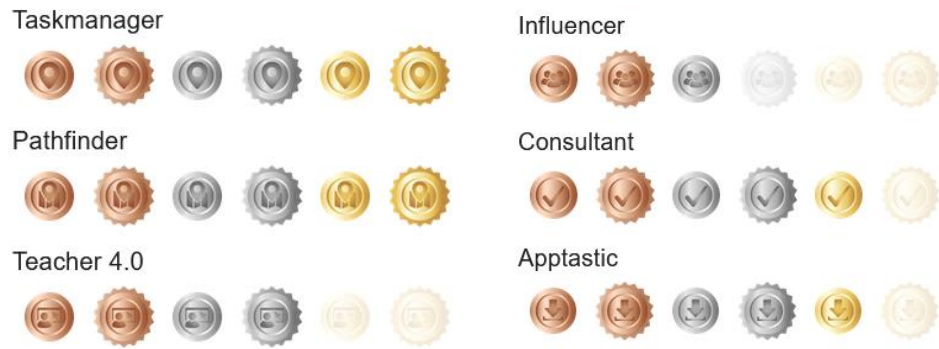 Taskmanager
Influencer
Pathfinder
Consultant
Teacher 4.0
Apptastic